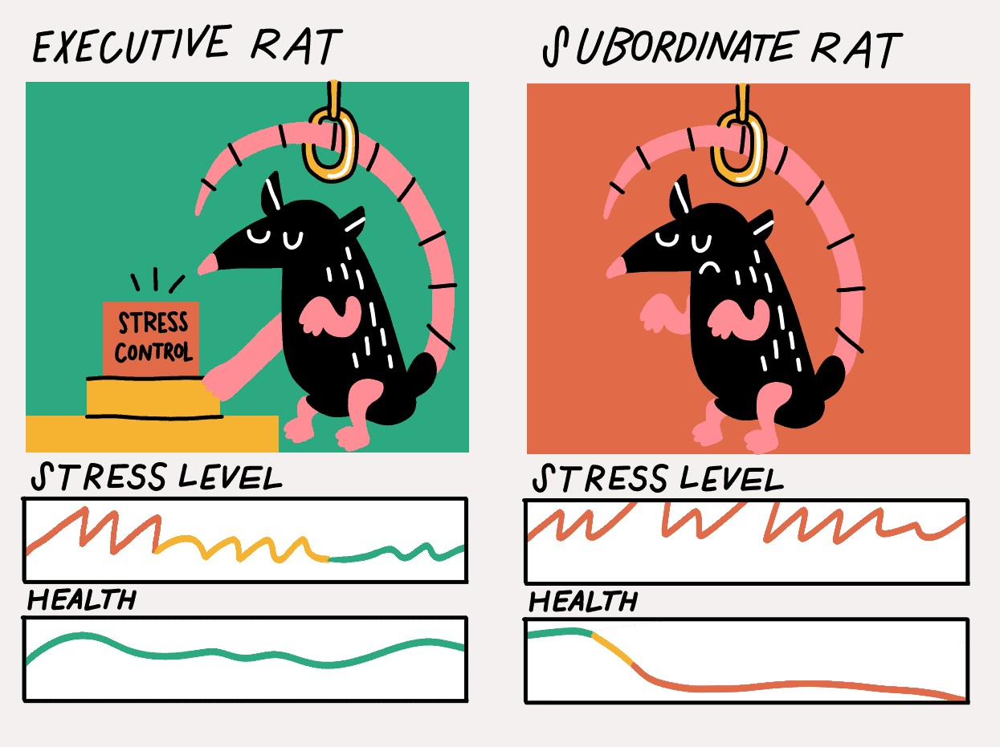 EXECUTIVE RAT
STRESS
CONTROL
STRESS LEVEL
HEALTH
SUBORDINATE RAT
STRESS LEVEL
HEALTH